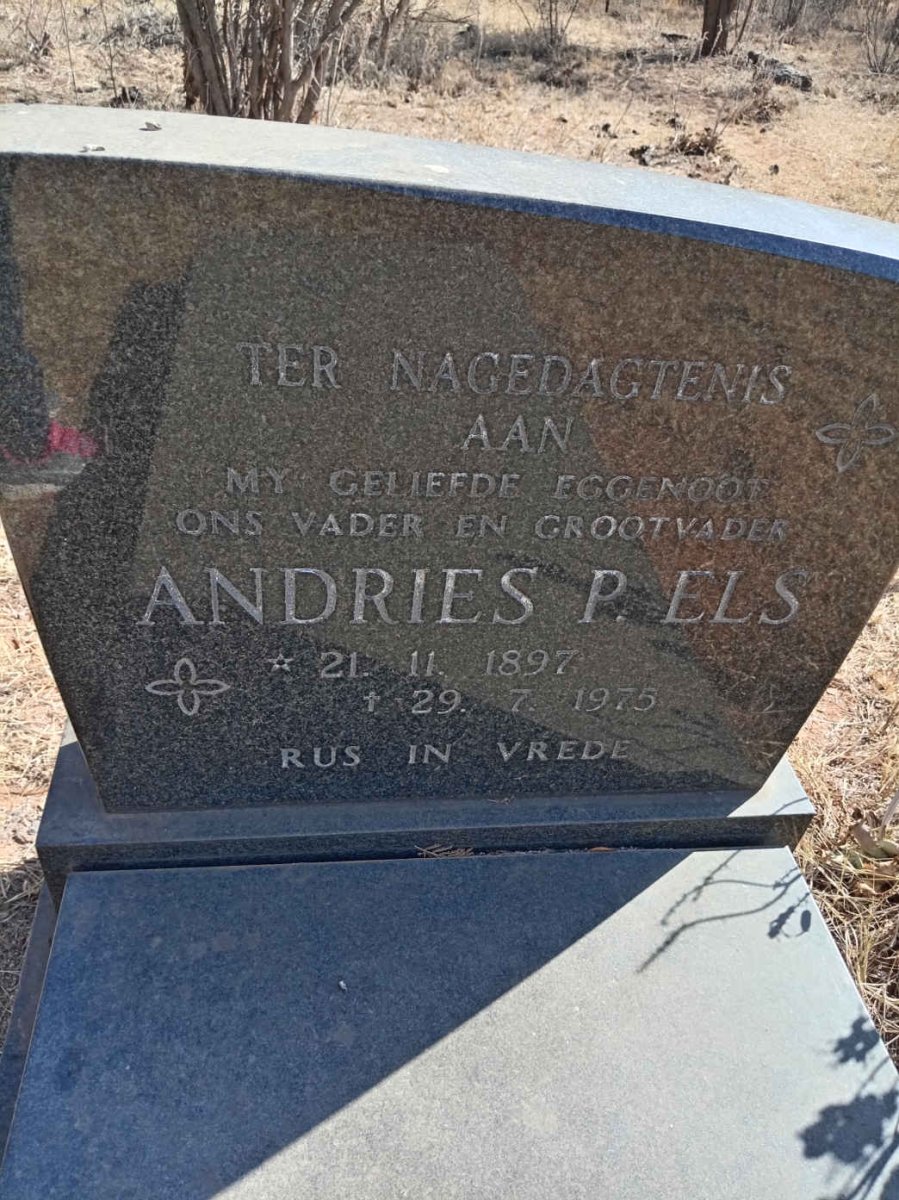 TER NAGEDAGTENIS
AAN
MY GELIEFDE EGGENOOT
ONS VADER EN GROOTVADER
ANDRIES P. ELS
* 21. 11. 1897
† 29. 7. 1975
RUS IN VREDE